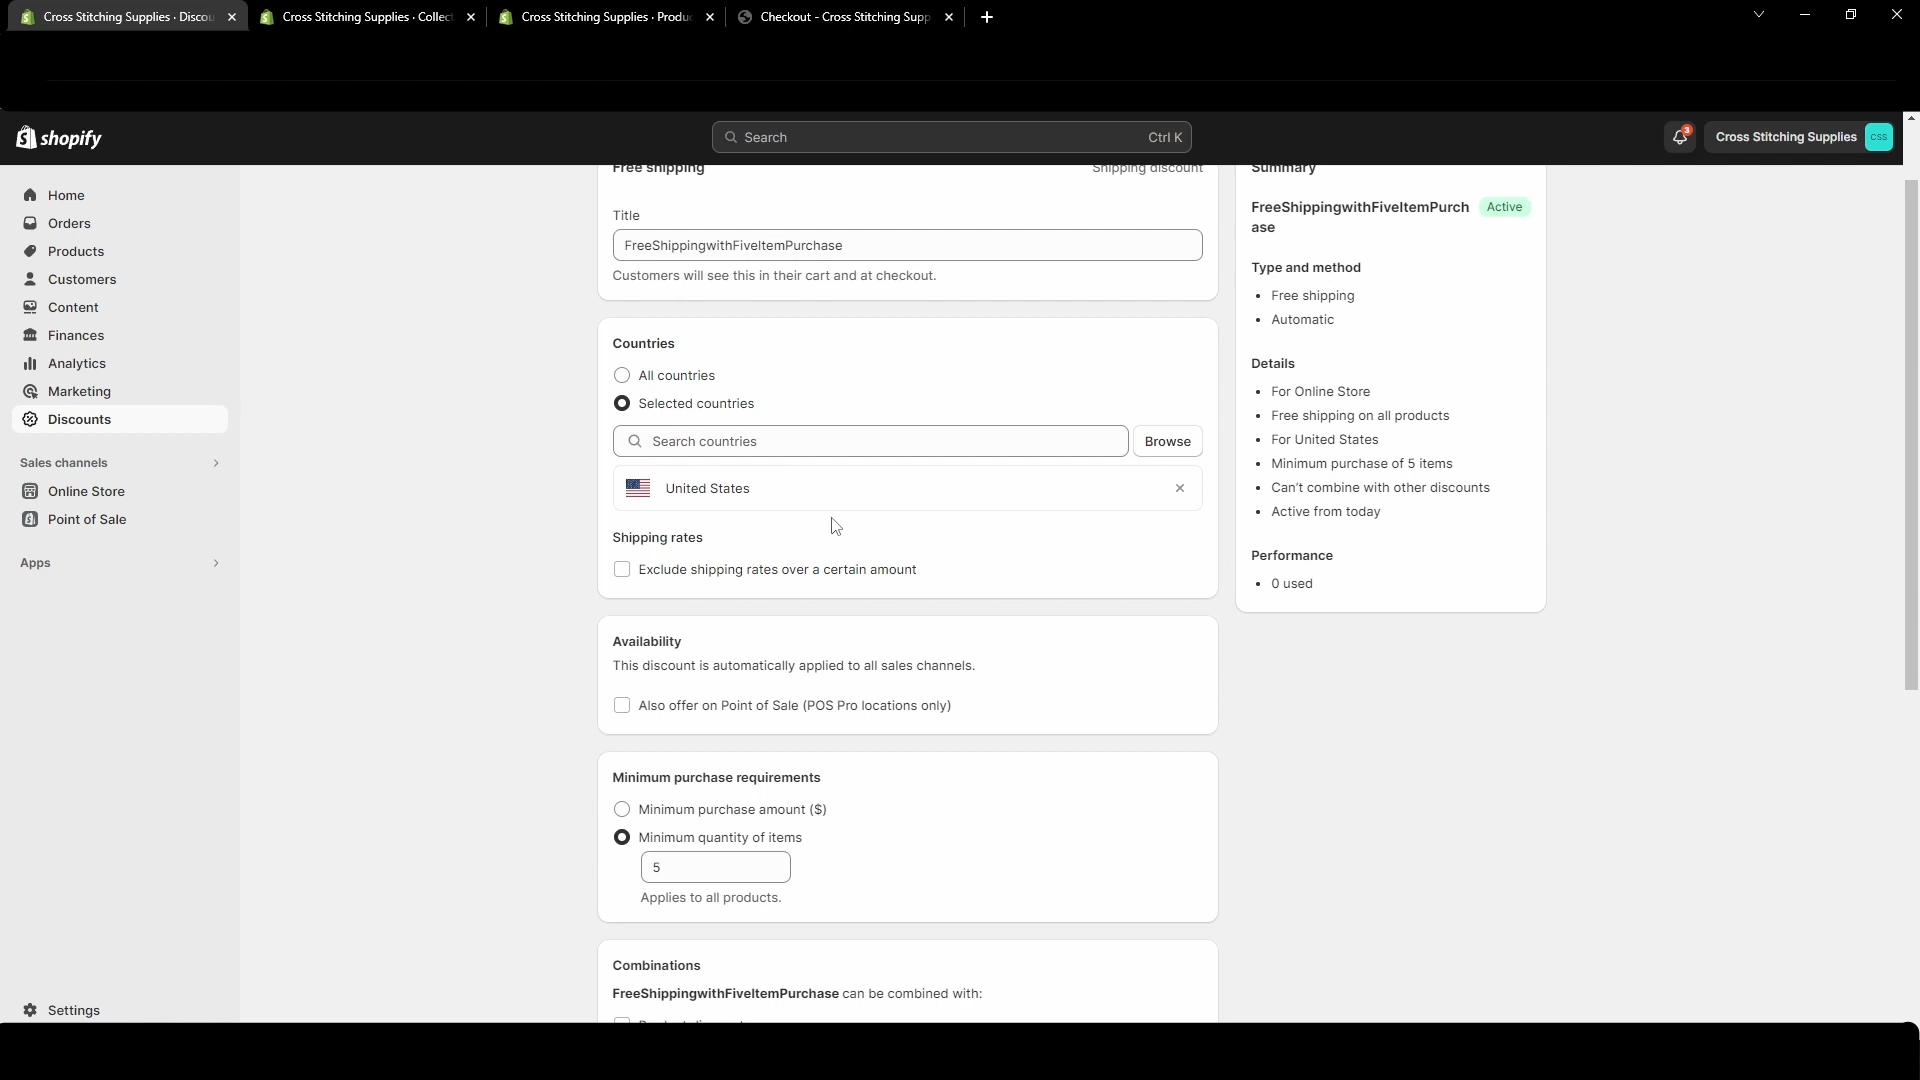 Cross Stitching Supplies · Discou
Cross Stitching Supplies · Collect
Cross Stitching Supplies · Produc
Checkout - Cross Stitching Supp
shopify
Search
Ctrl K
3
Cross Stitching Supplies
CSS
Home
Orders
Products
Customers
Content
Finances
Analytics
Marketing
Discounts
Sales channels
Online Store
Point of Sale
Apps
Settings
Free shipping
Shipping discount
Title
FreeShippingwithFiveItemPurchase
Customers will see this in their cart and at checkout.
Countries
All countries
Selected countries
Search countries
Browse
United States
Shipping rates
Exclude shipping rates over a certain amount
Availability
This discount is automatically applied to all sales channels.
Also offer on Point of Sale (POS Pro locations only)
Minimum purchase requirements
Minimum purchase amount ($)
Minimum quantity of items
5
Applies to all products.
Combinations
FreeShippingwithFiveItemPurchase can be combined with:
Summary
FreeShippingwithFiveItemPurch
ase
Active
Type and method
• Free shipping
• Automatic
Details
• For Online Store
• Free shipping on all products
• For United States
• Minimum purchase of 5 items
• Can't combine with other discounts
• Active from today
Performance
• 0 used